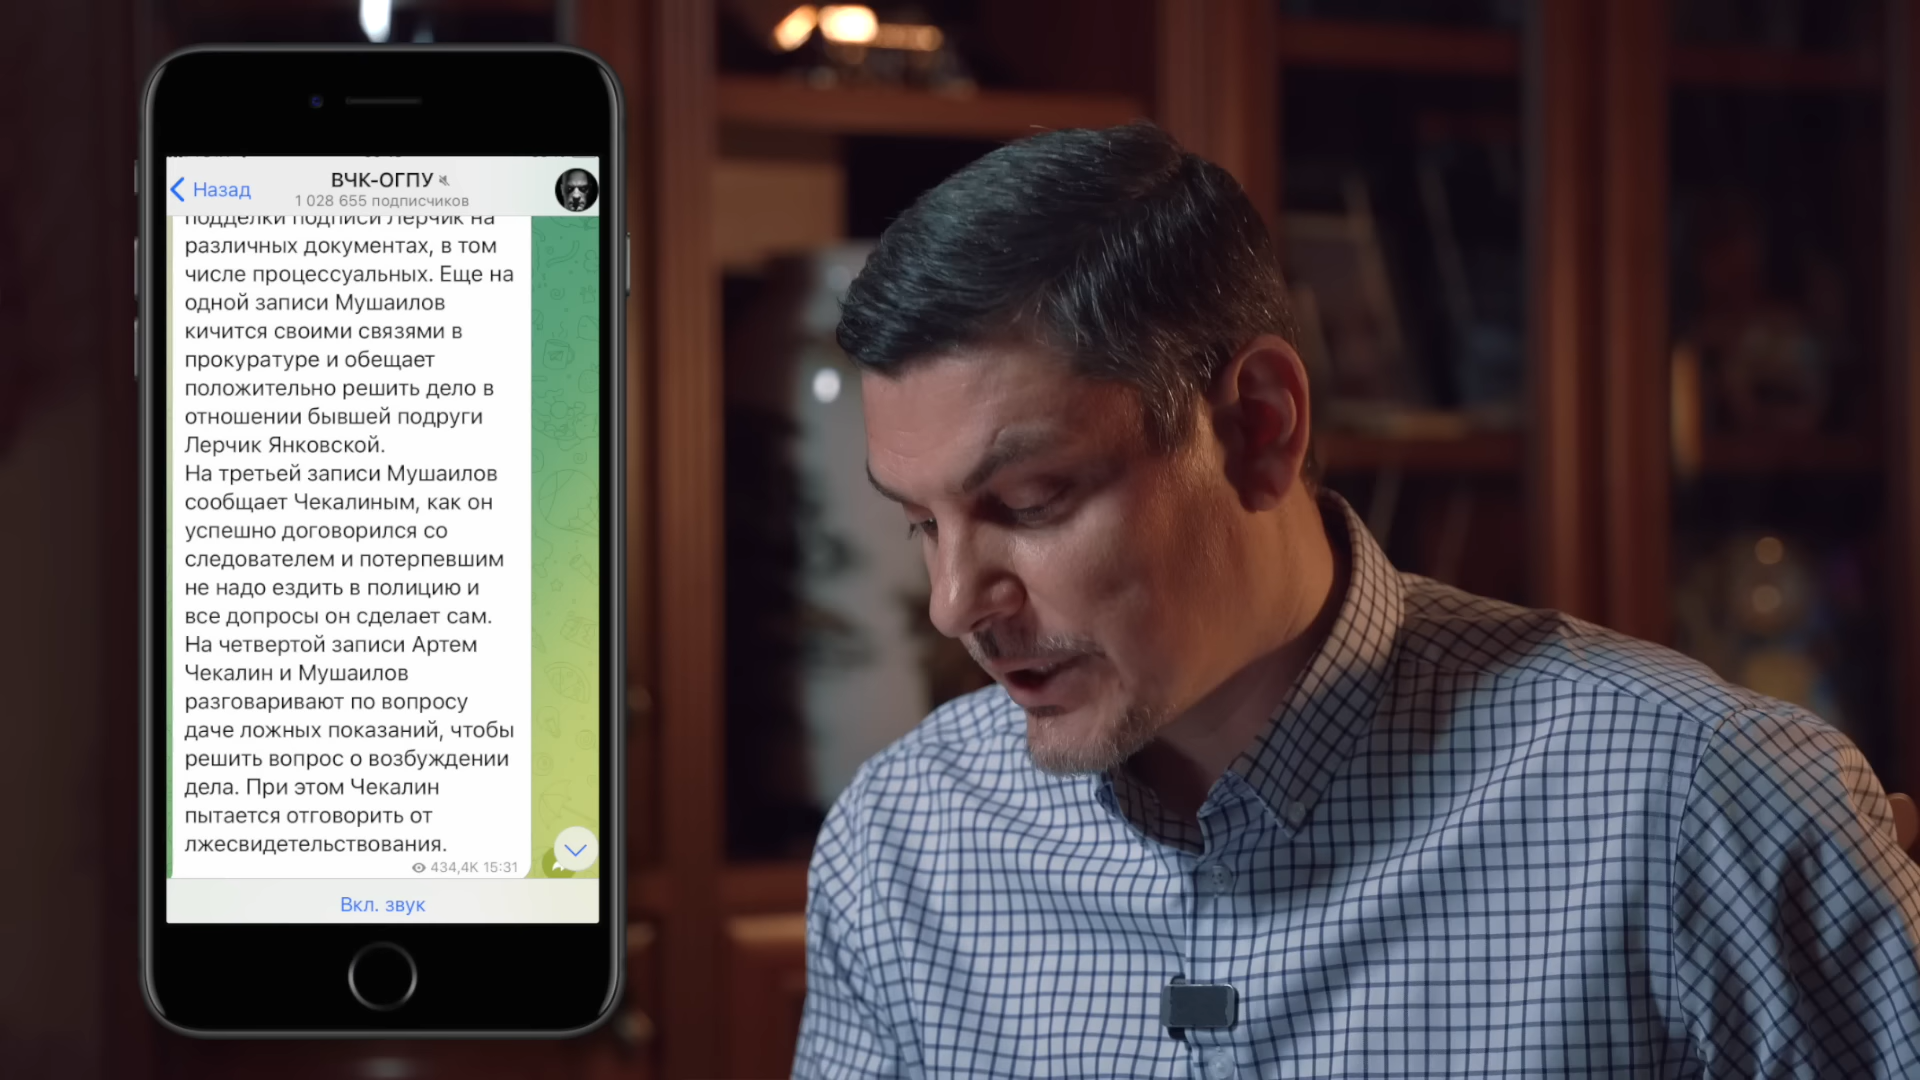 Назад
ВЧК-ОГПУ
1 028 655 подписчиков
подделки подписи Лерчик на
различных документах, в том
числе процессуальных. Еще на
одной записи Мушаилов
кичится своими связями в
прокуратуре и обещает
положительно решить дело в
отношении бывшей подруги
Лерчик Янковской.
На третьей записи Мушаилов
сообщает Чекалиным, как он
успешно договорился со
следователем и потерпевшим
не надо ездить в полицию и
все допросы он сделает сам.
На четвертой записи Артем
Чекалин и Мушаилов
разговаривают по вопросу
даче ложных показаний, чтобы
решить вопрос о возбуждении
дела. При этом Чекалин
пытается отговорить от
лжесвидетельствования.
434,4K 15:31
Вкл. звук